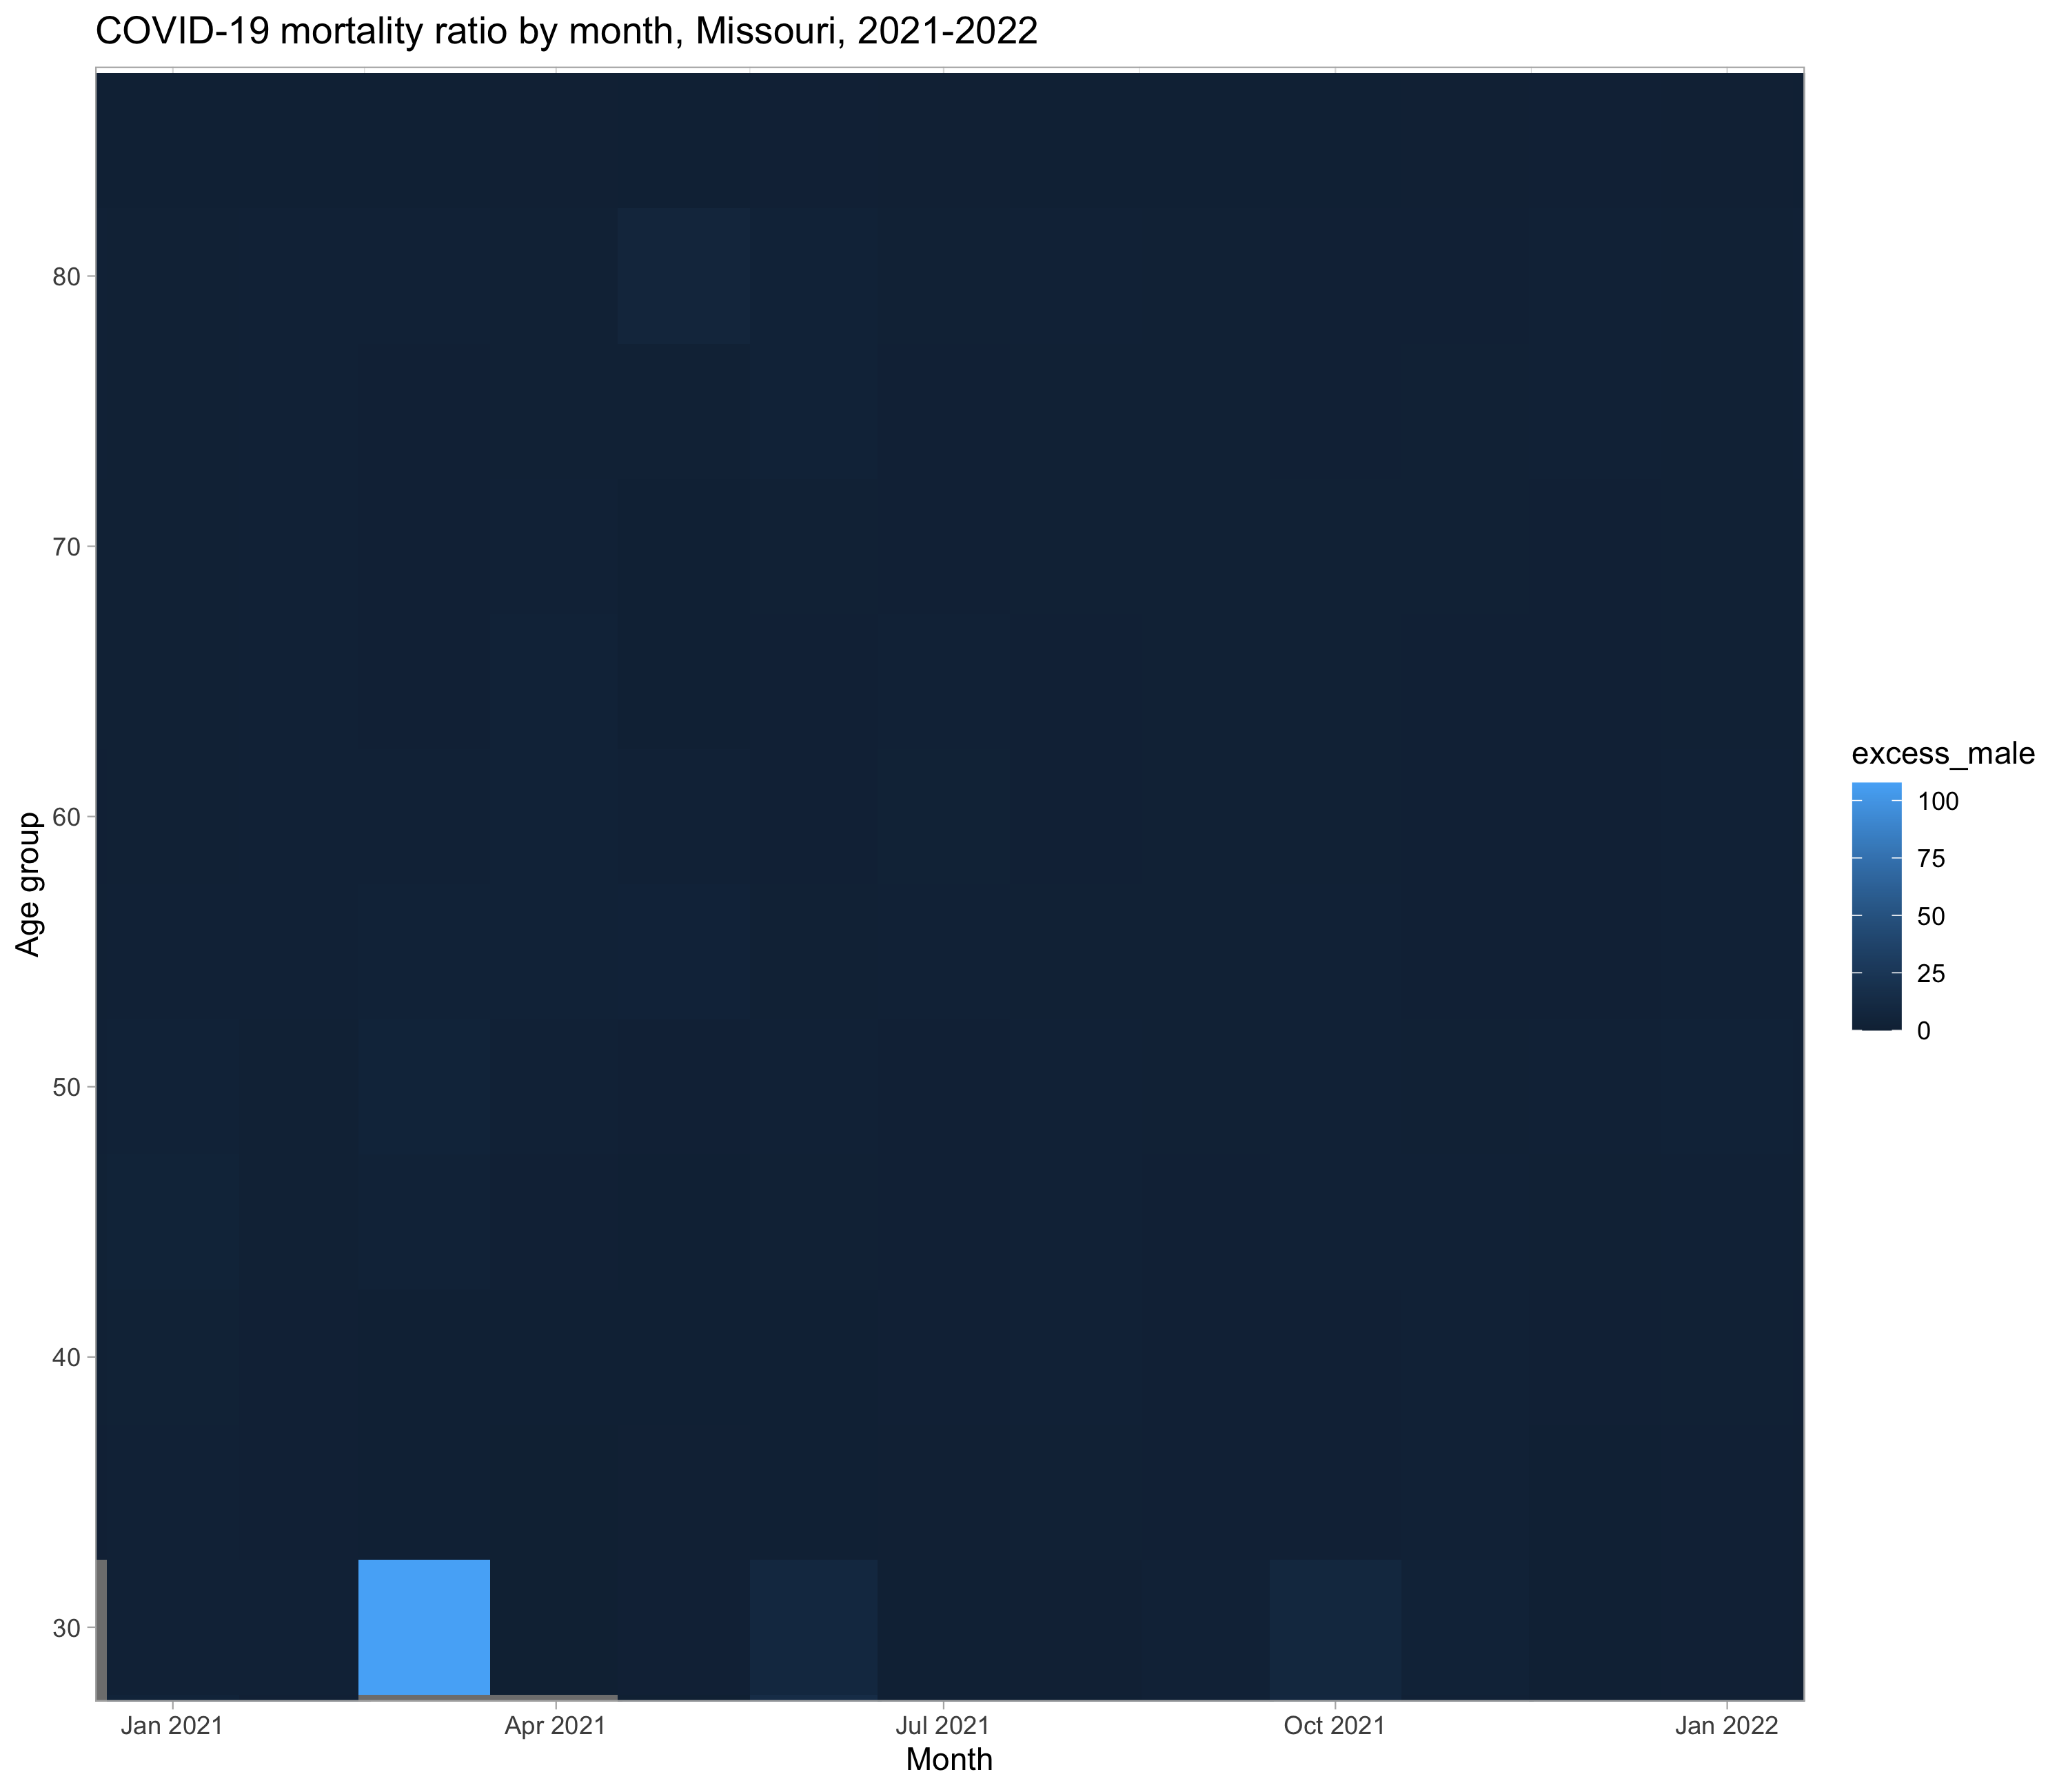 COVID-19 mortality ratio by month, Missouri, 2021-2022
80
70
60
50
40
30
Age group
Jan 2021
Apr 2021
Jul 2021
Oct 2021
Jan 2022
Month
excess_male
100
75
50
25
0